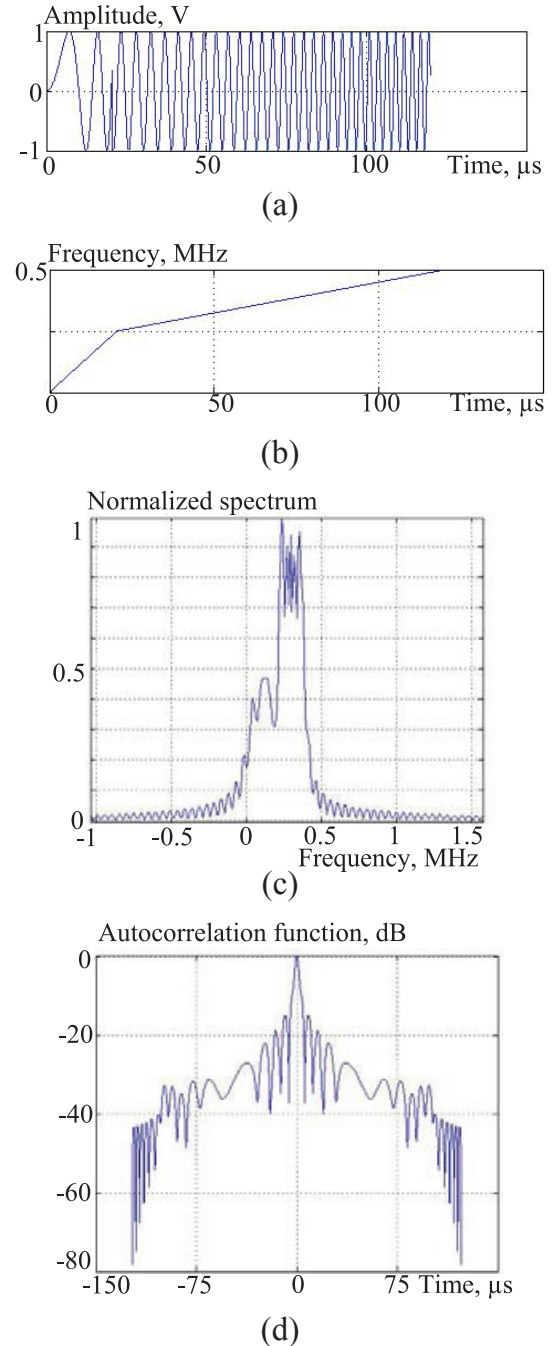 Amplitude, V
1
0
-1
0 50 100 Time, µs
(a)
Frequency, MHz
0.5
0 50 100 Time, µs
(b)
Normalized spectrum
1
0.5
0
-1 -0.5 0 0.5 1 1.5
Frequency, MHz
(c)
Autocorrelation function, dB
0
-20
-40
-60
-80
-150 -75 0 75 Time, µs
(d)